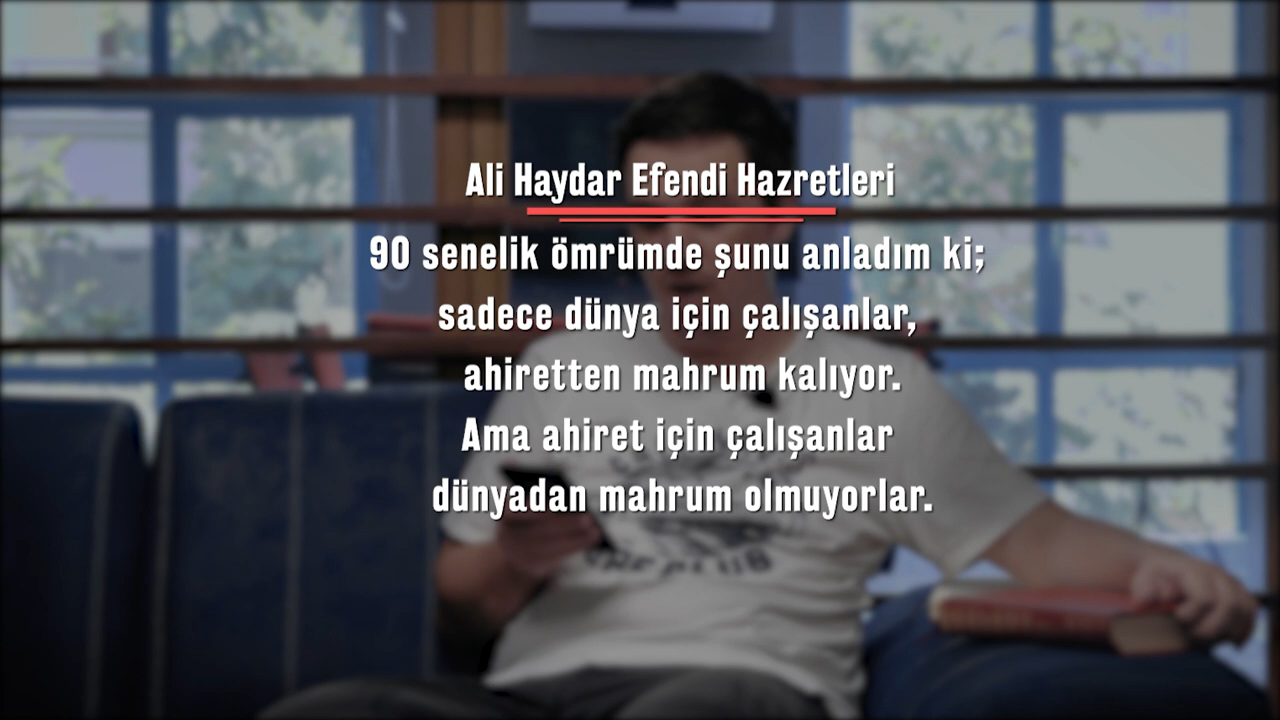 Ali Haydar Efendi Hazretleri
90 senelik ömrümde şunu anladım ki;
sadece dünya için çalışanlar,
ahiretten mahrum kalıyor.
Ama ahiret için çalışanlar
dünyadan mahrum olmuyorlar.